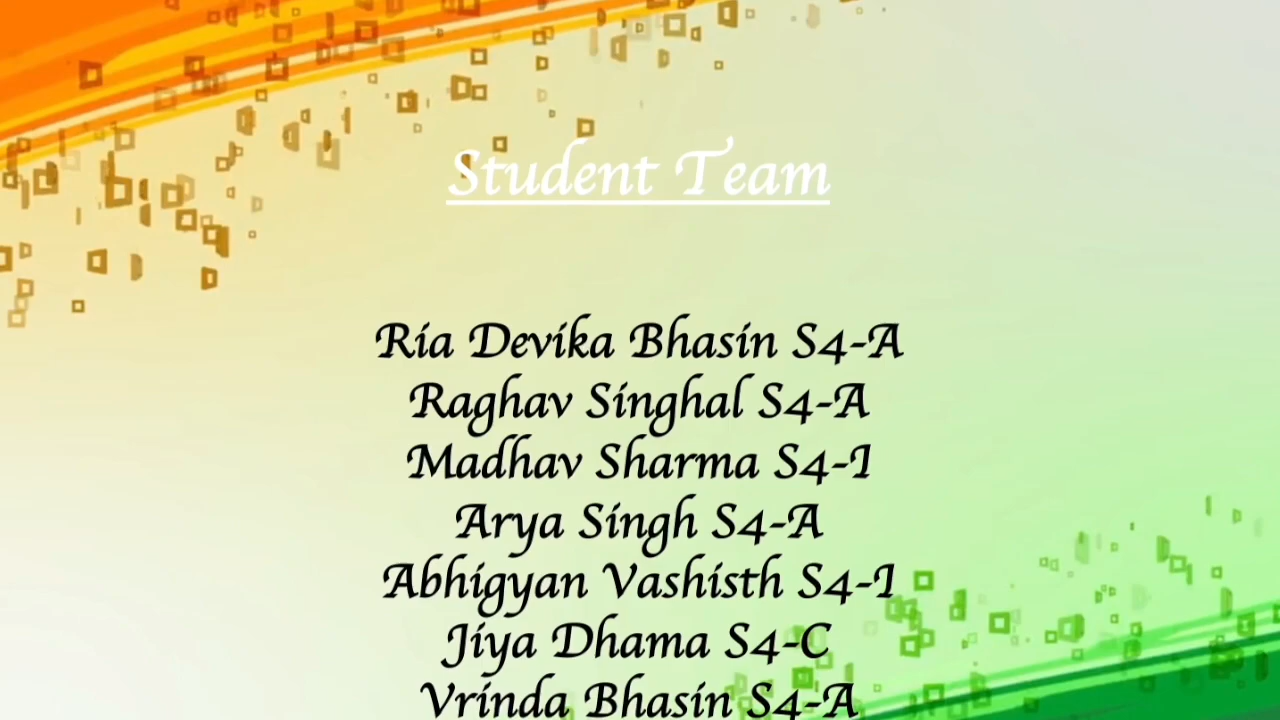 Student Team
Ria Devika Bhasin S4-A
Raghav Singhal S4-A
Madhav Sharma S4-I
Arya Singh S4-A
Abhigyan Vashisth S4-I
Jiya Dhama S4-C
Vrinda Bhasin S4-A